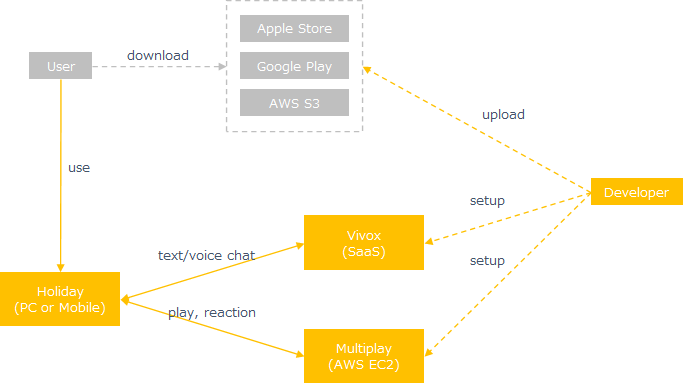 Apple Store
User
download
Google Play
AWS S3
upload
use
Developer
setup
Vivox
(SaaS)
text/voice chat
setup
Holiday
(PC or Mobile)
play, reaction
Multiplay
(AWS EC2)